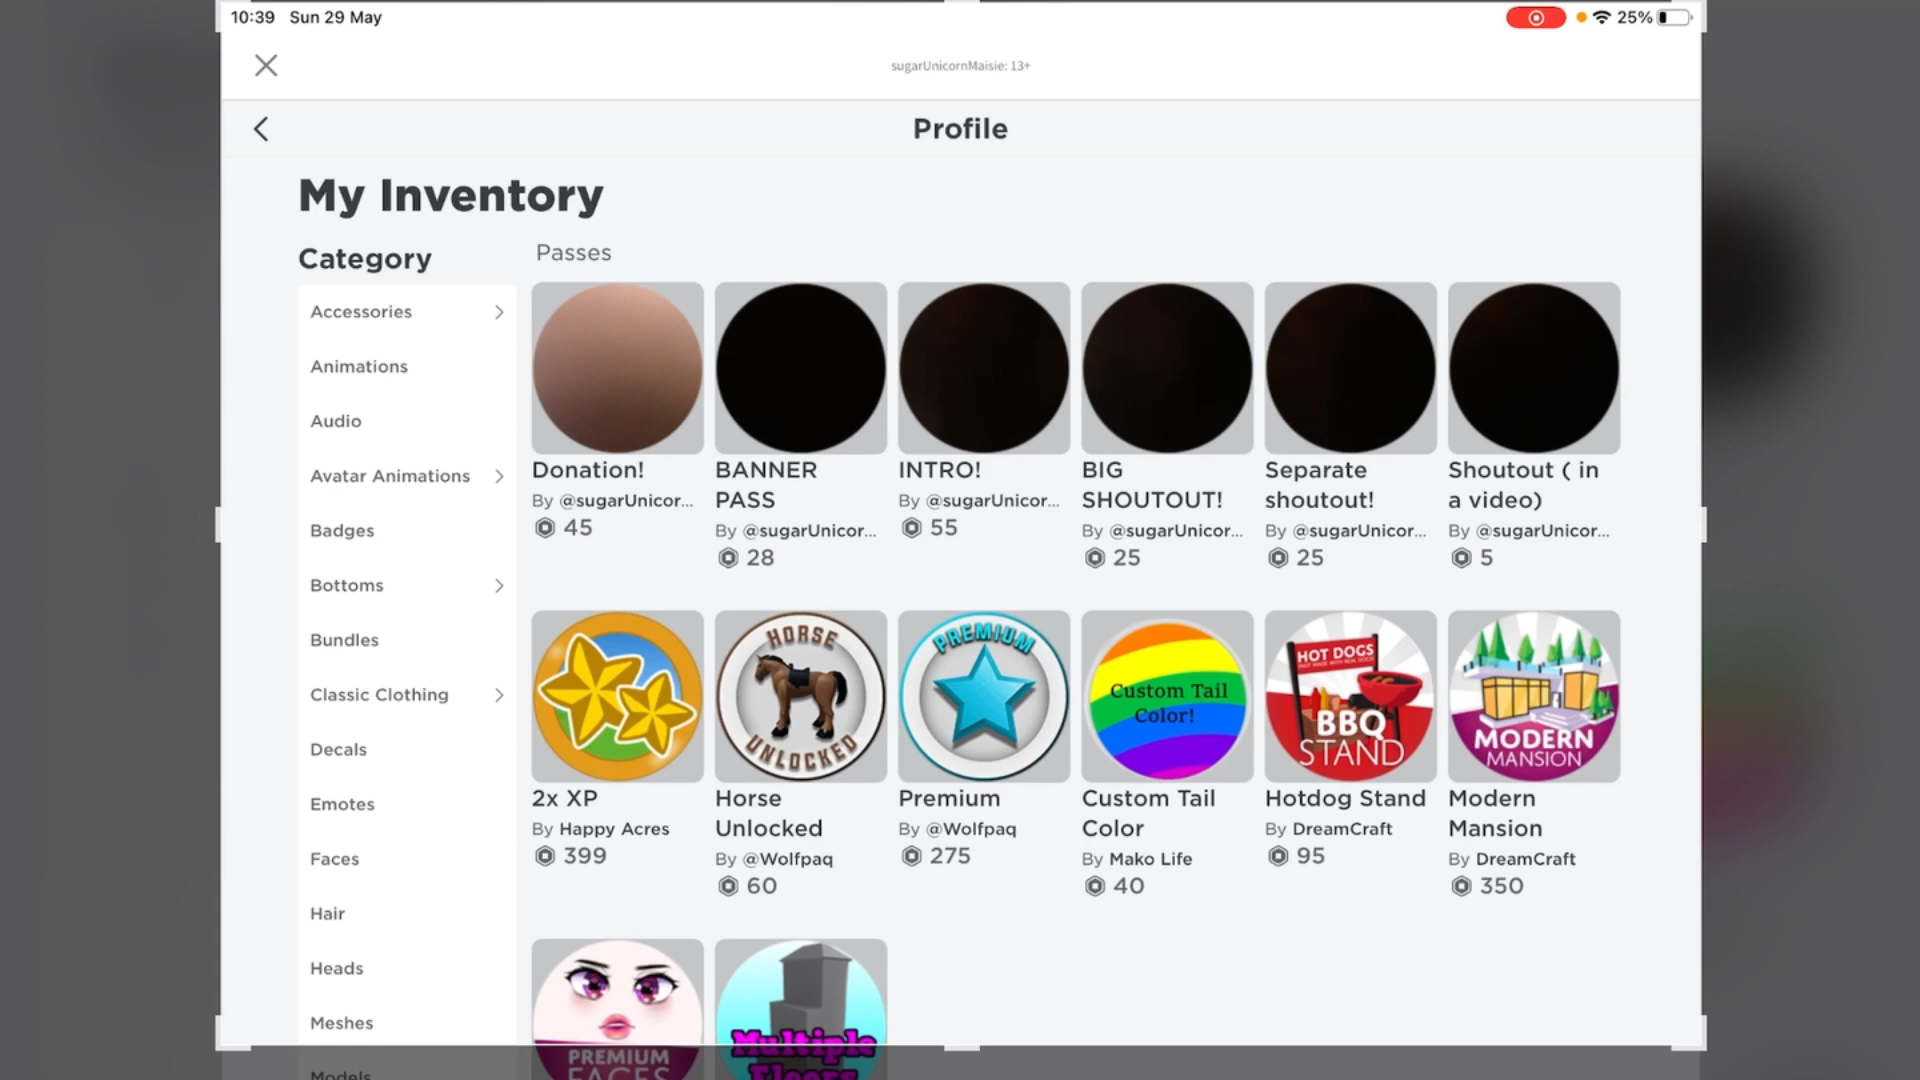 10:39 Sun 29 May
25%
sugarUnicornMaisie: 13+
Profile
My Inventory
Category
Accessories
Animations
Audio
Avatar Animations
Badges
Bottoms
Bundles
Classic Clothing
Decals
Emotes
Faces
Hair
Heads
Meshes
Models
Passes
Donation!
By @sugarUnicor...
45
BANNER
PASS
By @sugarUnicor...
28
INTRO!
By @sugarUnicor...
55
BIG
SHOUTOUT!
By @sugarUnicor...
25
Separate
shoutout!
By @sugarUnicor...
25
Shoutout ( in
a video)
By @sugarUnicor...
5
2x XP
By Happy Acres
399
HORSE
UNLOCKED
Horse
Unlocked
By @Wolfpaq
60
PREMIUM
Premium
By @Wolfpaq
275
Custom Tail
Color!
Custom Tail
Color
By Mako Life
40
HOT DOGS
BBQ
STAND
Hotdog Stand
By DreamCraft
95
MODERN
MANSION
Modern
Mansion
By DreamCraft
350
PREMIUM
FACES
Multiple
Floors